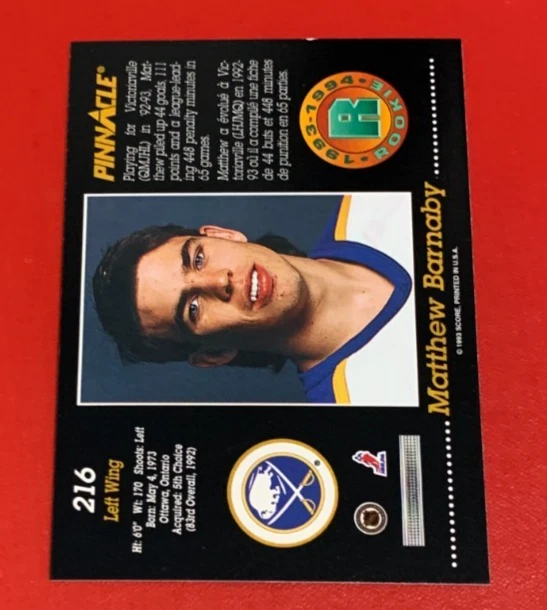 216
Left Wing
Ht: 6'0" Wt: 170 Shoots: Left
Born: May 4, 1973
Ottawa, Ontario
Acquired: 5th Choice
(83rd Overall, 1992)
PINNACLE®
Playing for Victoriaville
(QMJHL) in 92-93, Mat-
thew piled up 44 goals, 111
points and a league-lead-
ing 448 penalty minutes in
65 games.
Matthew a évolué à Vic-
toriaville (LHJMQ) en 1992-
93 où il a compilé une fiche
de 44 buts et 448 minutes
de punition en 65 parties.
1993-1994 • ROOKIE •
R
Matthew Barnaby
© 1993 SCORE, PRINTED IN U.S.A.